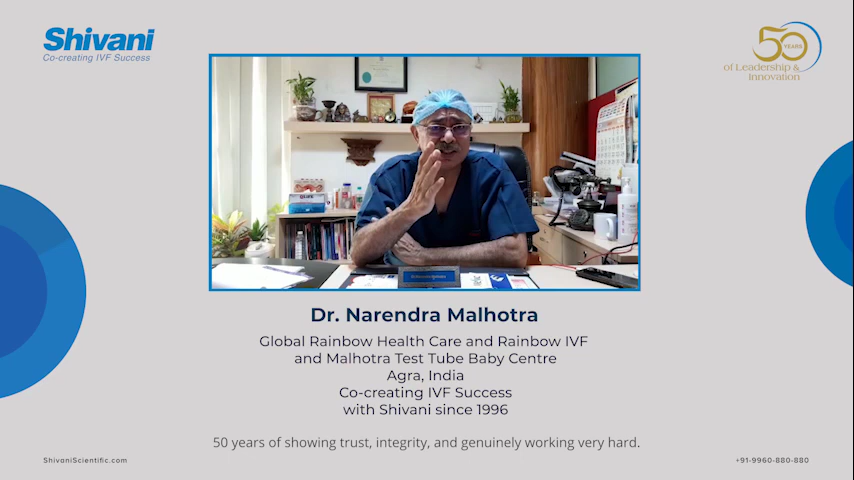 Shivani
Co-creating IVF Success
50 YEARS
of Leadership &
Innovation
Dr. Narendra Malhotra
Global Rainbow Health Care and Rainbow IVF
and Malhotra Test Tube Baby Centre
Agra, India
Co-creating IVF Success
with Shivani since 1996
50 years of showing trust, integrity, and genuinely working very hard.
ShivaniScientific.com
+91-9960-880-880